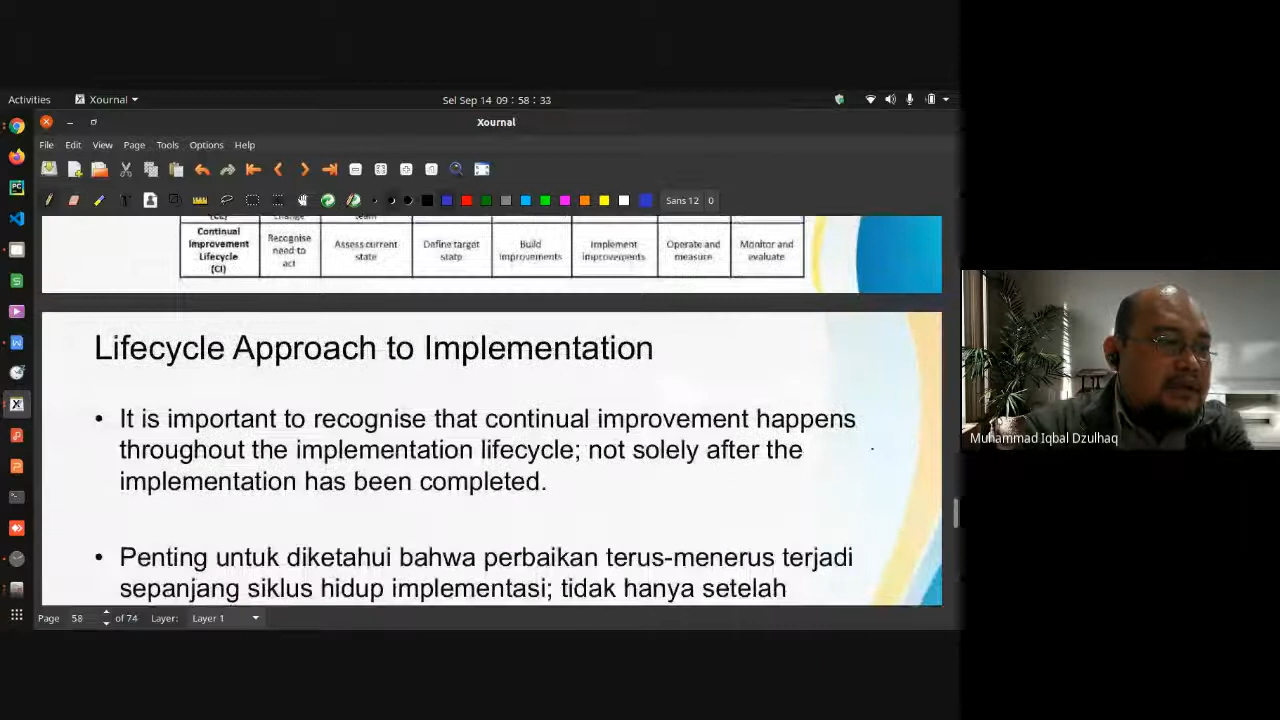 Activities Xournal Sel Sep 14 09:58:33
Xournal
File Edit View Page Tools Options Help
Sans 12 0
change team
Continual Improvement Lifecycle (CI) Recognise need to act Assess current state Define target state Build improvements Implement improvements Operate and measure Monitor and evaluate
Lifecycle Approach to Implementation
• It is important to recognise that continual improvement happens
throughout the implementation lifecycle; not solely after the
implementation has been completed.
• Penting untuk diketahui bahwa perbaikan terus-menerus terjadi
sepanjang siklus hidup implementasi; tidak hanya setelah
Page 58 of 74 Layer: Layer 1
Muhammad Iqbal Dzulhaq